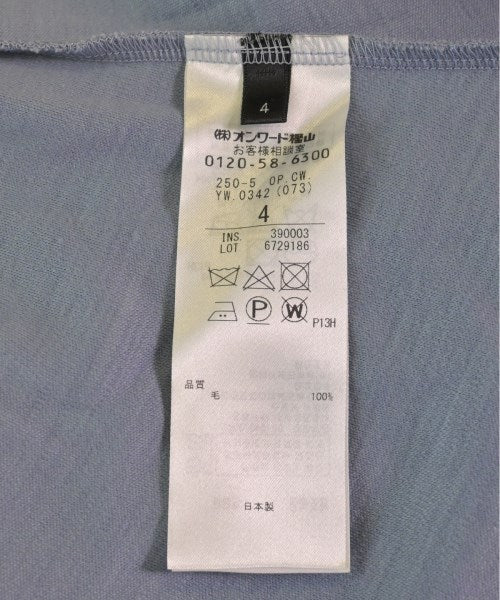 4
(株)オンワード樫山
お客様相談室
0120-58-6300
250-5 OP.CW.
YW.0342 (073)
4
INS. 390003
LOT 6729186
P W P13H
品質
毛 100%
日本製